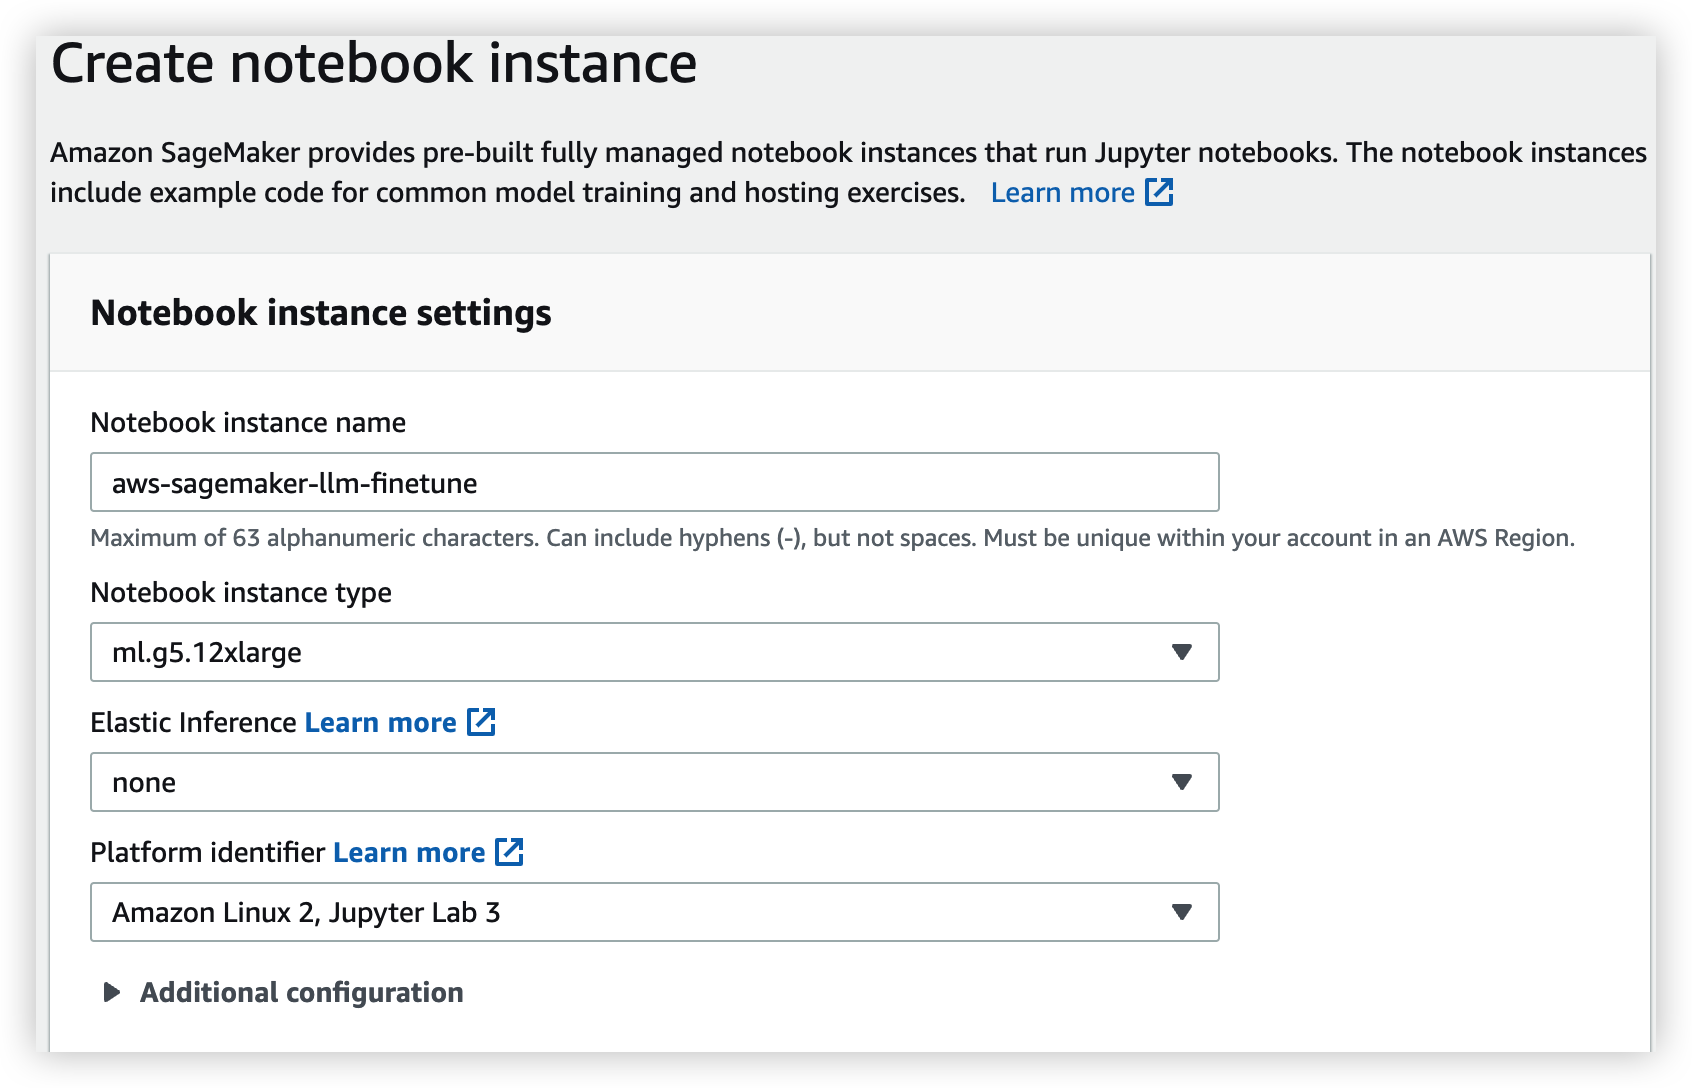 Create notebook instance
Amazon SageMaker provides pre-built fully managed notebook instances that run Jupyter notebooks. The notebook instances
include example code for common model training and hosting exercises. Learn more
Notebook instance settings
Notebook instance name
aws-sagemaker-llm-finetune
Maximum of 63 alphanumeric characters. Can include hyphens (-), but not spaces. Must be unique within your account in an AWS Region.
Notebook instance type
ml.g5.12xlarge
Elastic Inference Learn more
none
Platform identifier Learn more
Amazon Linux 2, Jupyter Lab 3
Additional configuration